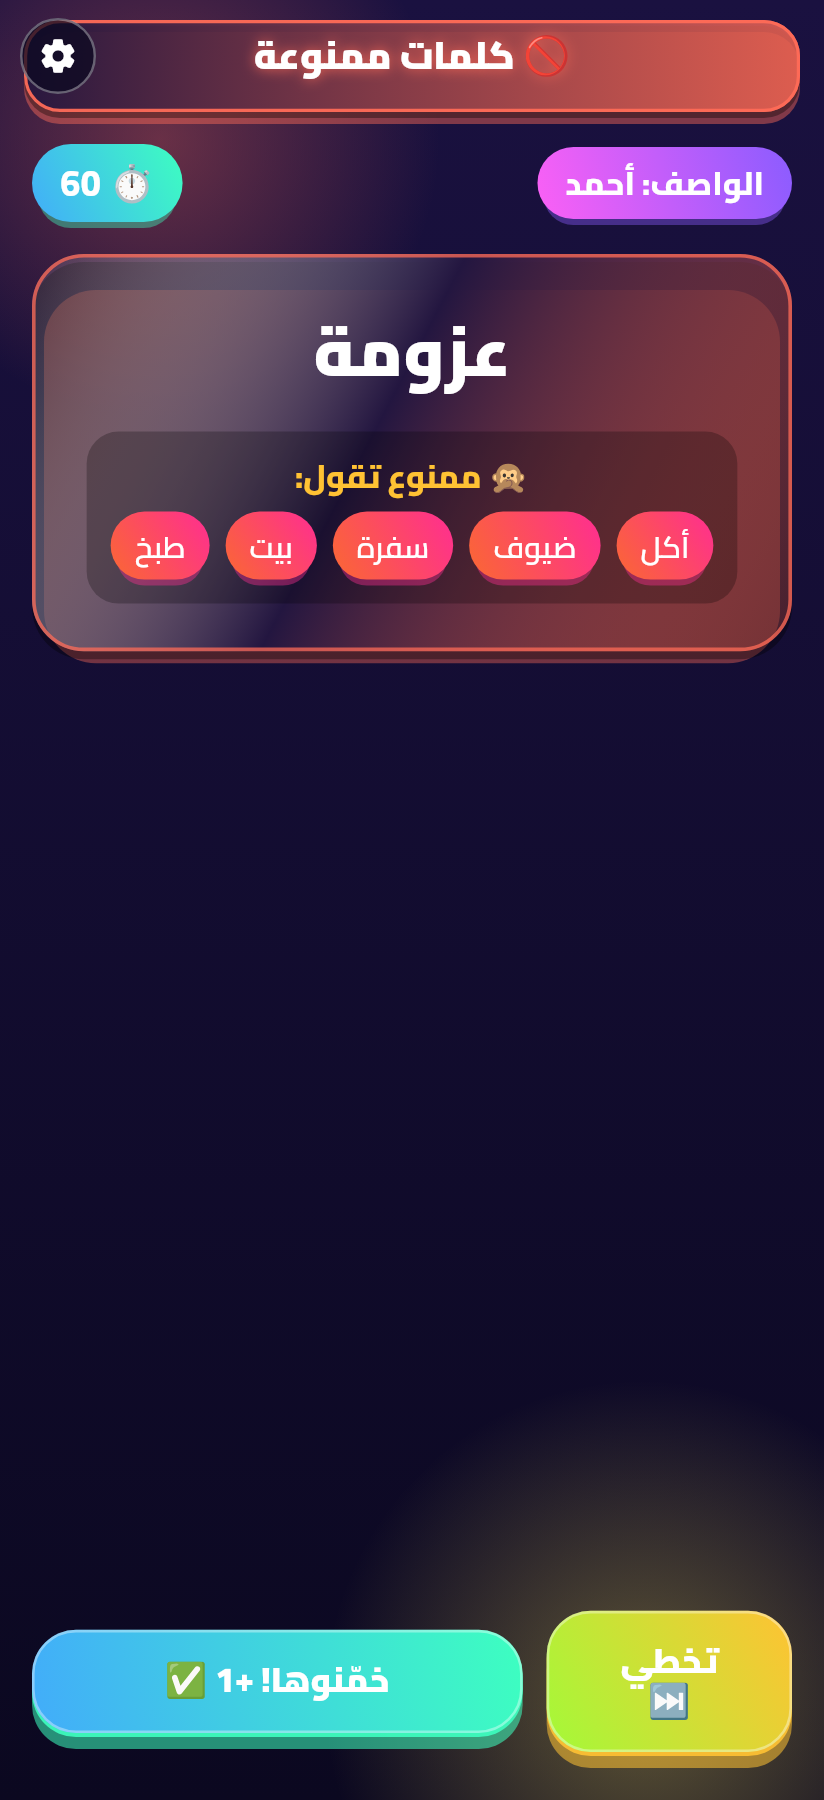 🚫 كلمات ممنوعة
الواصف: أحمد
⏱️ 60
عزومة
🙊 ممنوع تقول:
أكل ضيوف سفرة بيت طبخ
تخطي
⏭️
خمّنوها! +1 ✅